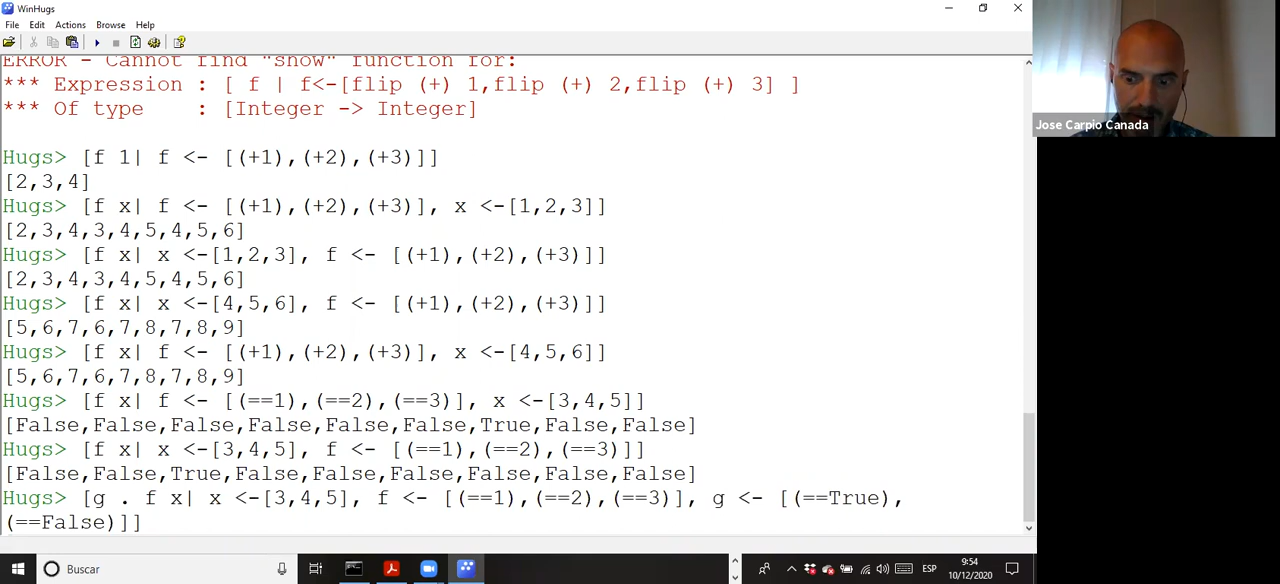 WinHugs
File Edit Actions Browse Help
ERROR - Cannot find "show" function for:
*** Expression : [ f | f<-[flip (+) 1,flip (+) 2,flip (+) 3] ]
*** Of type : [Integer -> Integer]
Hugs> [f 1| f <- [(+1),(+2),(+3)]]
[2,3,4]
Hugs> [f x| f <- [(+1),(+2),(+3)], x <-[1,2,3]]
[2,3,4,3,4,5,4,5,6]
Hugs> [f x| x <-[1,2,3], f <- [(+1),(+2),(+3)]]
[2,3,4,3,4,5,4,5,6]
Hugs> [f x| x <-[4,5,6], f <- [(+1),(+2),(+3)]]
[5,6,7,6,7,8,7,8,9]
Hugs> [f x| f <- [(+1),(+2),(+3)], x <-[4,5,6]]
[5,6,7,6,7,8,7,8,9]
Hugs> [f x| f <- [(==1),(==2),(==3)], x <-[3,4,5]]
[False,False,False,False,False,False,True,False,False]
Hugs> [f x| x <-[3,4,5], f <- [(==1),(==2),(==3)]]
[False,False,True,False,False,False,False,False,False]
Hugs> [g . f x| x <-[3,4,5], f <- [(==1),(==2),(==3)], g <- [(==True),
(==False)]]
Jose Carpio Canada
Buscar
ESP
9:54
10/12/2020